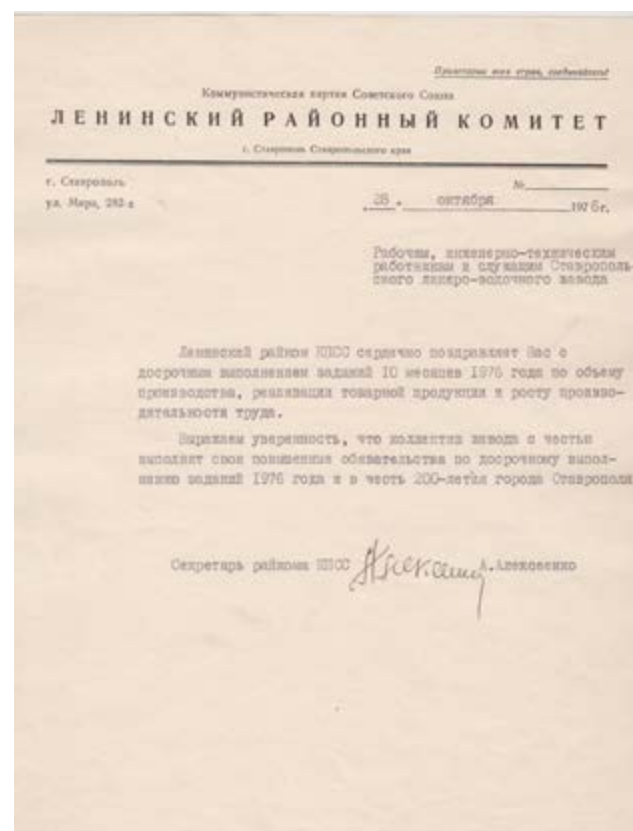 Пролетарии всех стран, соединяйтесь!
Коммунистическая партия Советского Союза
ЛЕНИНСКИЙ РАЙОННЫЙ КОМИТЕТ
г. Ставрополь Ставропольского края
г. Ставрополь
ул. Мира, 282-а
№
„28„ октября 1976г.
Рабочим, инженерно-техническим
работникам и служащим Ставрополь-
ского ликеро-водочного завода
Ленинский райком КПСС сердечно поздравляет Вас с
досрочным выполнением заданий 10 месяцев 1976 года по объему
производства, реализации товарной продукции и росту произво-
дительности труда.
Выражаем уверенность, что коллектив завода с честью
выполнит свои повышенные обязательства по досрочному выпол-
нению заданий 1976 года и в честь 200-летия города Ставрополя
Секретарь райкома КПСС А.Алексеенко